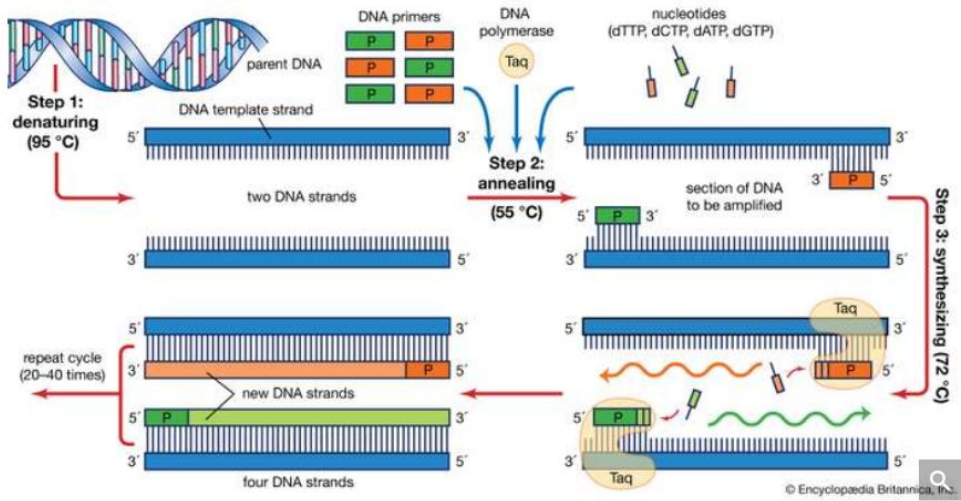 DNA primers
P P
P P
P P
DNA
polymerase
Taq
nucleotides
(dTTP, dCTP, dATP, dGTP)
parent DNA
Step 1:
denaturing
(95 °C)
DNA template strand
5′ 3′
two DNA strands
3′ 5′
Step 2:
annealing
(55 °C)
5′ 3′
3′ P 5′
section of DNA
to be amplified
5′ P 3′
3′ 5′
Step 3: synthesizing (72 °C)
Taq
5′ 3′
P 5′
5′ P
3′ 5′
Taq
5′ 3′
3′ P 5′
new DNA strands
5′ P 3′
3′ 5′
four DNA strands
repeat cycle
(20–40 times)
© Encyclopædia Britannica, Inc.